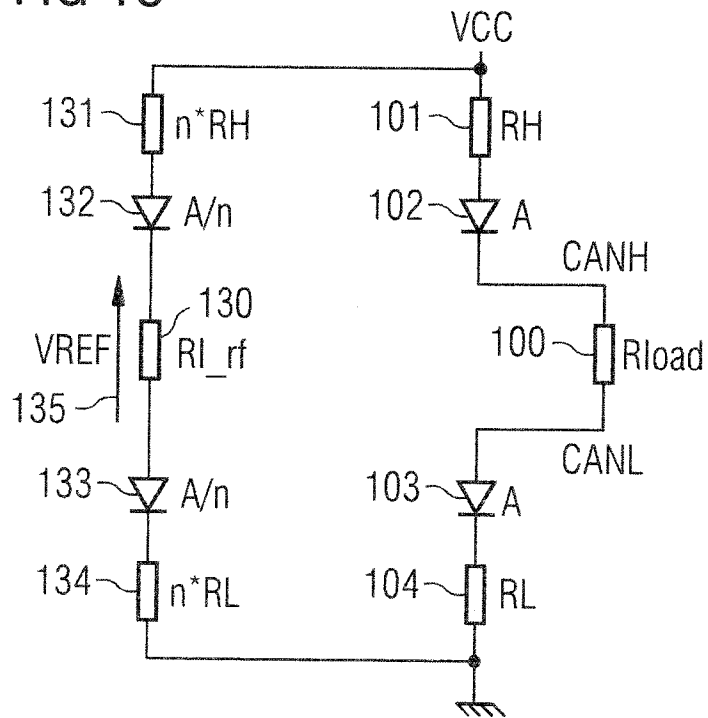 VCC
131 n*RH 101 RH
132 A/n 102 A
CANH
130
VREF RI_rf 100 Rload
135
CANL
133 A/n 103 A
134 n*RL 104 RL